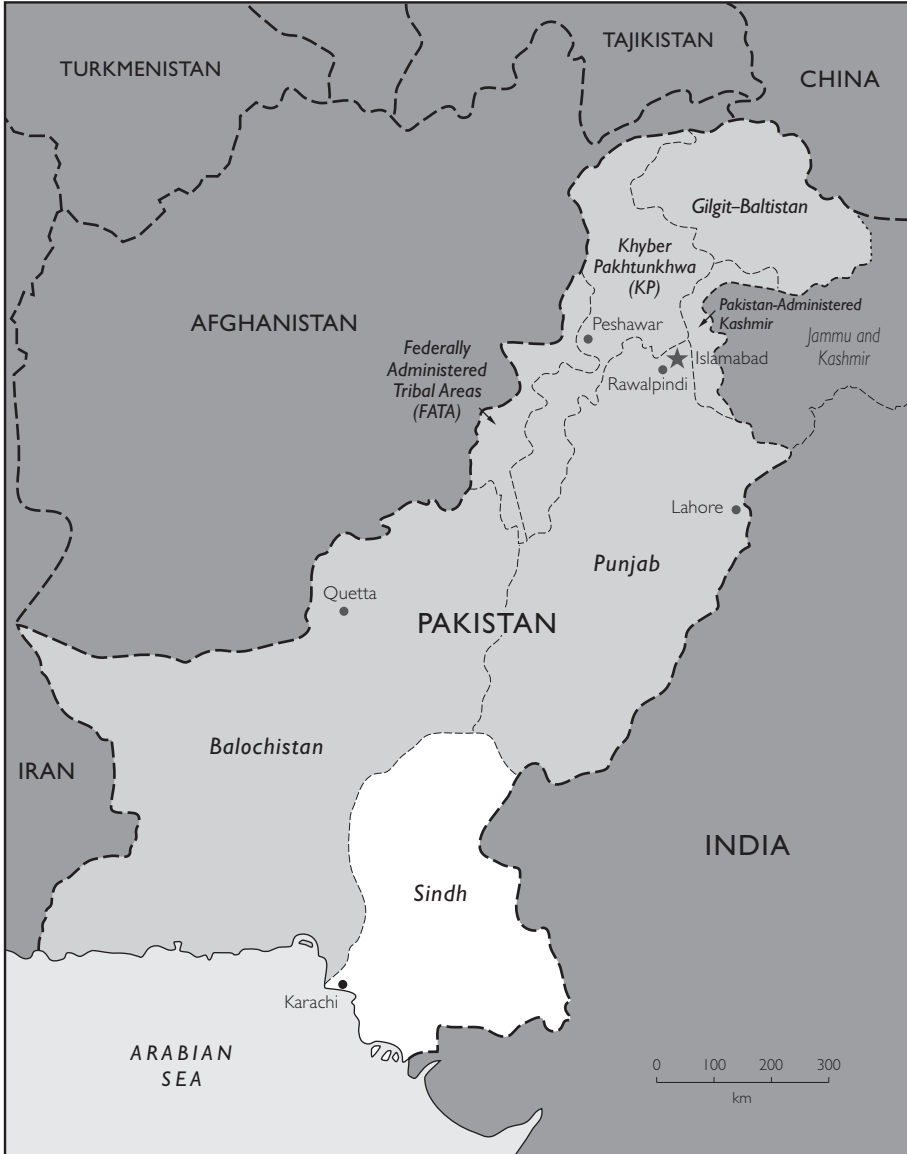 TURKMENISTAN
TAJIKISTAN
CHINA
Gilgit–Baltistan
Khyber
Pakhtunkhwa
(KP)
Pakistan-Administered
Kashmir
AFGHANISTAN
Peshawar
Jammu and
Kashmir
Federally
Administered
Tribal Areas
(FATA)
Islamabad
Rawalpindi
Lahore
Punjab
Quetta
PAKISTAN
Balochistan
IRAN
INDIA
Sindh
Karachi
ARABIAN
SEA
0 100 200 300
km